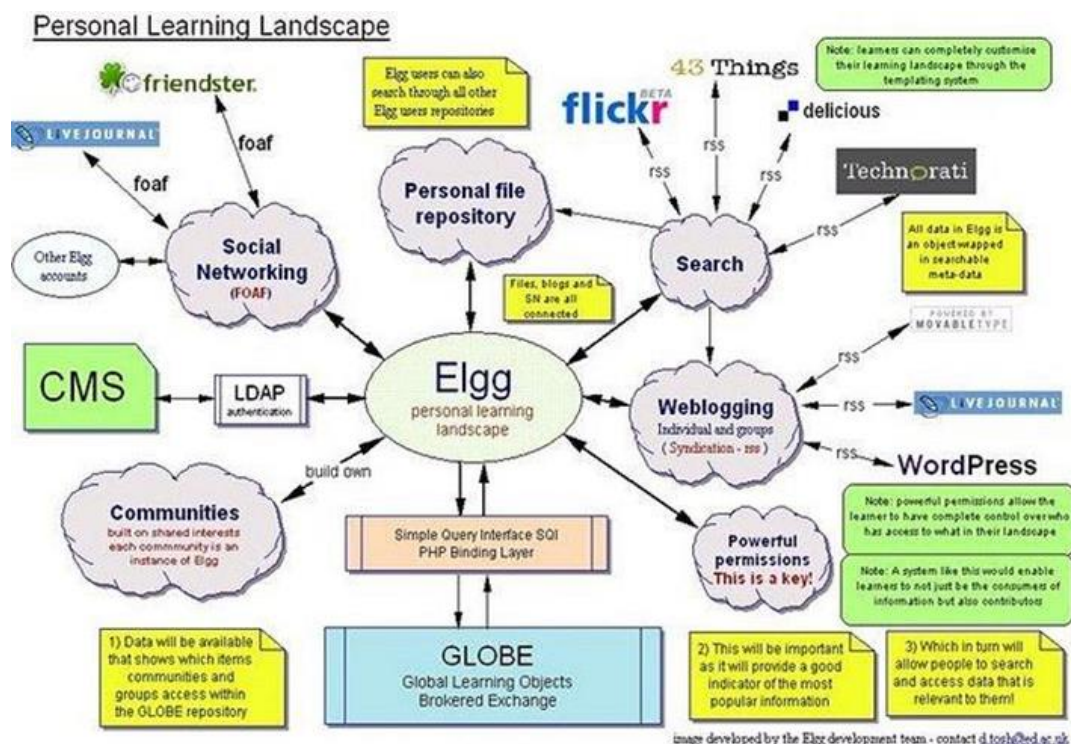 Personal Learning Landscape
friendster.
LIVEJOURNAL
foaf
foaf
Other Elgg
accounts
Social
Networking
(FOAF)
Elgg users can also
search through all other
Elgg users repositories
Personal file
repository
Files, blogs and
SN are all
connected
43 Things
flickr
BETA
delicious
Technorati
rss
rss
rss
rss
Search
Note: learners can completely customise
their learning landscape through the
templating system
All data in Elgg is
an object wrapped
in searchable
meta-data
CMS
LDAP
authentication
Elgg
personal learning
landscape
Weblogging
Individual and groups
( Syndication - rss )
rss
rss
rss
POWERED BY
MOVABLETYPE
LIVEJOURNAL
WordPress
build own
Communities
built on shared interests
each community is an
instance of Elgg
Simple Query Interface SQI
PHP Binding Layer
Powerful
permissions
This is a key!
Note: powerful permissions allow the
learner to have complete control over who
has access to what in their landscape
Note: A system like this would enable
learners to not just be the consumers of
information but also contributors
1) Data will be available
that shows which items
communities and
groups access within
the GLOBE repository
GLOBE
Global Learning Objects
Brokered Exchange
2) This will be important
as it will provide a good
indicator of the most
popular information
3) Which in turn will
allow people to search
and access data that is
relevant to them!
image developed by the Elgg development team - contact d.tosh@ed.ac.uk